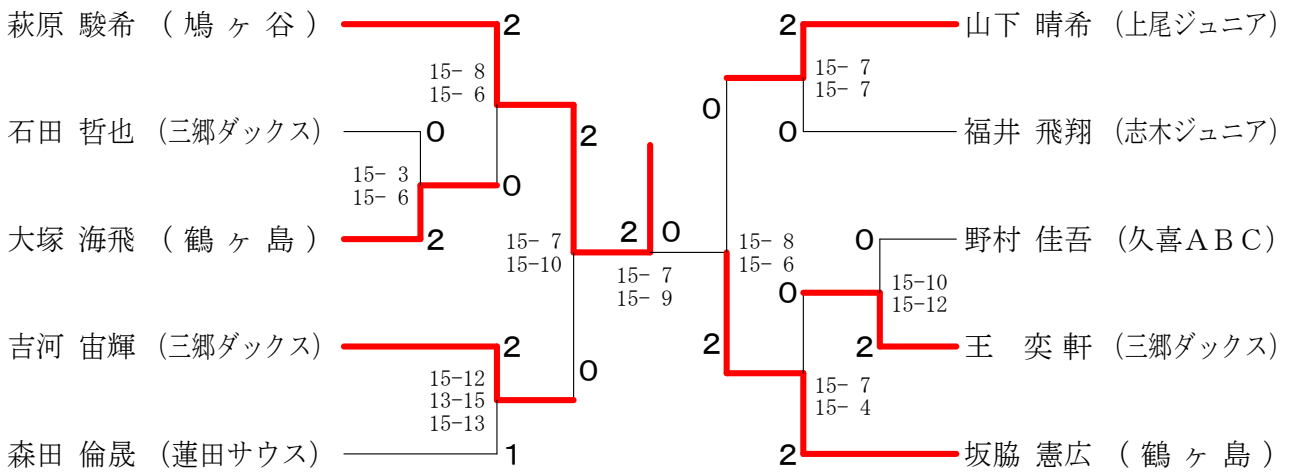 萩原 駿希 （ 鳩 ヶ 谷 ） 2
15- 8
15- 6
石田 哲也 （三郷ダックス） 0
15- 3
15- 6
0
大塚 海飛 （ 鶴 ヶ 島 ） 2
2
15- 7
15-10
吉河 宙輝 （三郷ダックス） 2
15-12
13-15
15-13
0
森田 倫晟 （蓮田サウス） 1
2 0
15- 7
15- 9
2 山下 晴希 （上尾ジュニア）
15- 7
15- 7
0
0 福井 飛翔 （志木ジュニア）
15- 8
15- 6
0 野村 佳吾 （久喜ＡＢＣ）
15-10
15-12
0
2 王 奕 軒 （三郷ダックス）
2
15- 7
15- 4
2 坂脇 憲広 （ 鶴 ヶ 島 ）